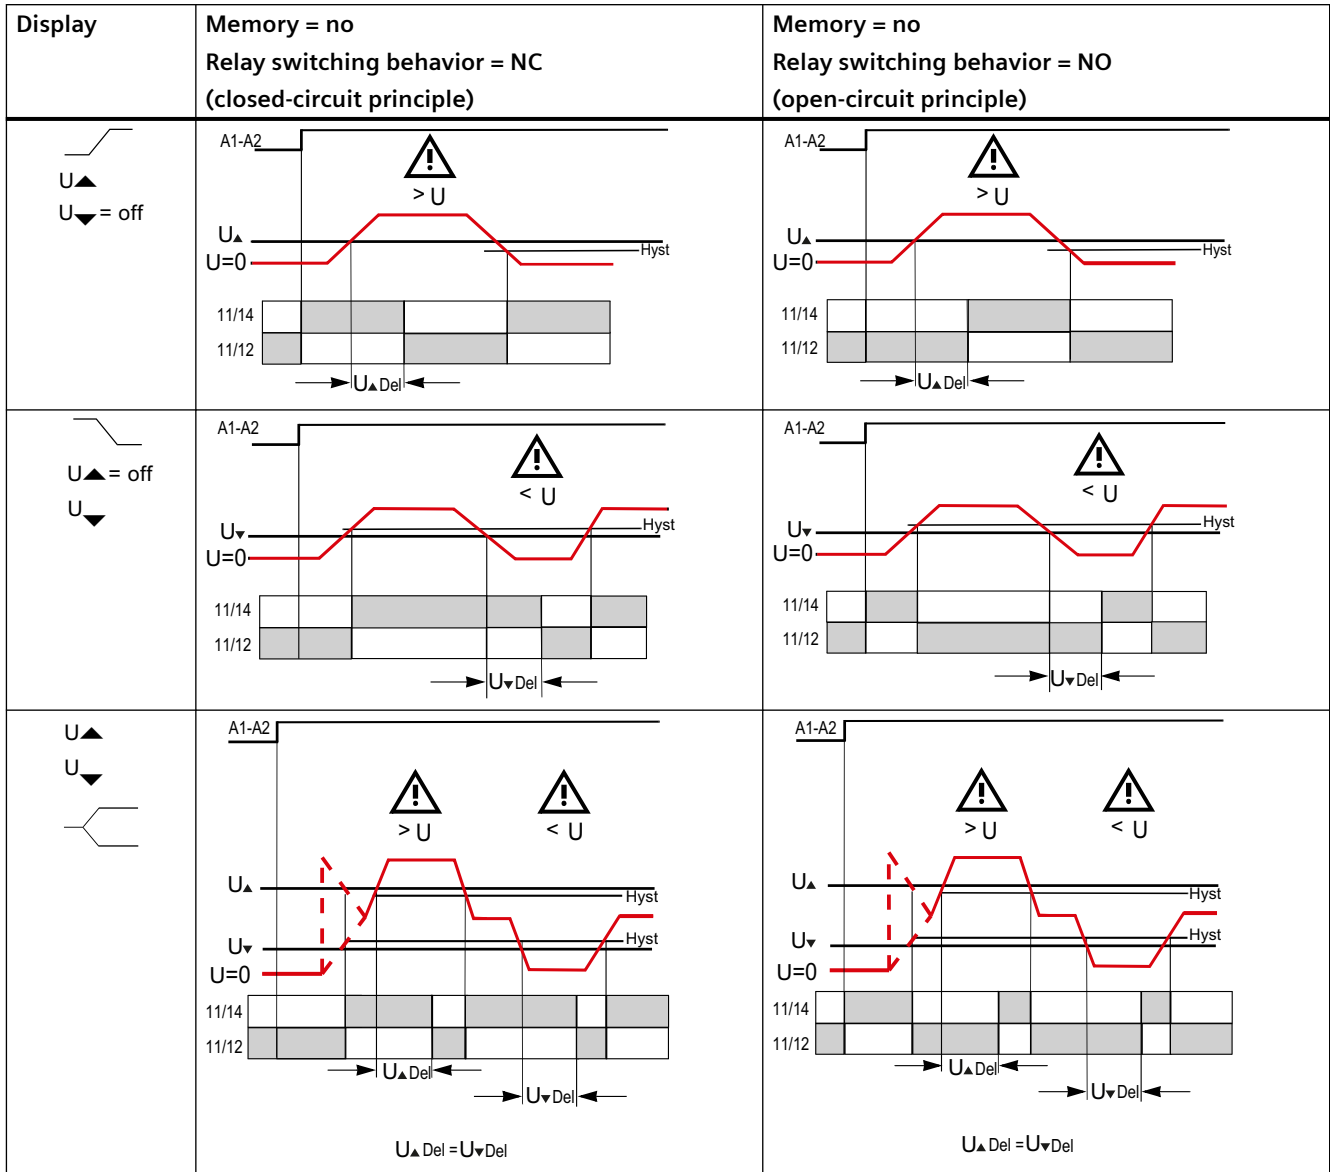 Display
Memory = no
Relay switching behavior = NC
(closed-circuit principle)
Memory = no
Relay switching behavior = NO
(open-circuit principle)
U▲
U▼ = off
A1-A2
> U
U▲
Hyst
U=0
11/14
11/12
U▲Del
A1-A2
> U
U▲
Hyst
U=0
11/14
11/12
U▲Del
U▲ = off
U▼
A1-A2
< U
U▼
Hyst
U=0
11/14
11/12
U▼Del
A1-A2
< U
U▼
Hyst
U=0
11/14
11/12
U▼Del
U▲
U▼
A1-A2
> U
< U
U▲
Hyst
U▼
Hyst
U=0
11/14
11/12
U▲Del
U▼Del
U▲Del =U▼Del
A1-A2
> U
< U
U▲
Hyst
U▼
Hyst
U=0
11/14
11/12
U▲Del
U▼Del
U▲Del =U▼Del